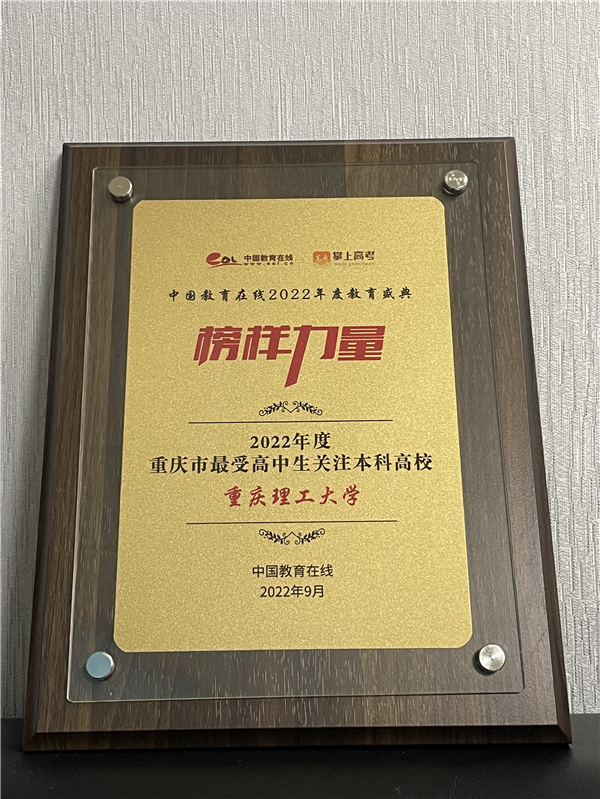 eol 中国教育在线 掌上高考
www.eol.cn
中国教育在线2022年度教育盛典
榜样力量
2022年度
重庆市最受高中生关注本科高校
重庆理工大学
中国教育在线
2022年9月